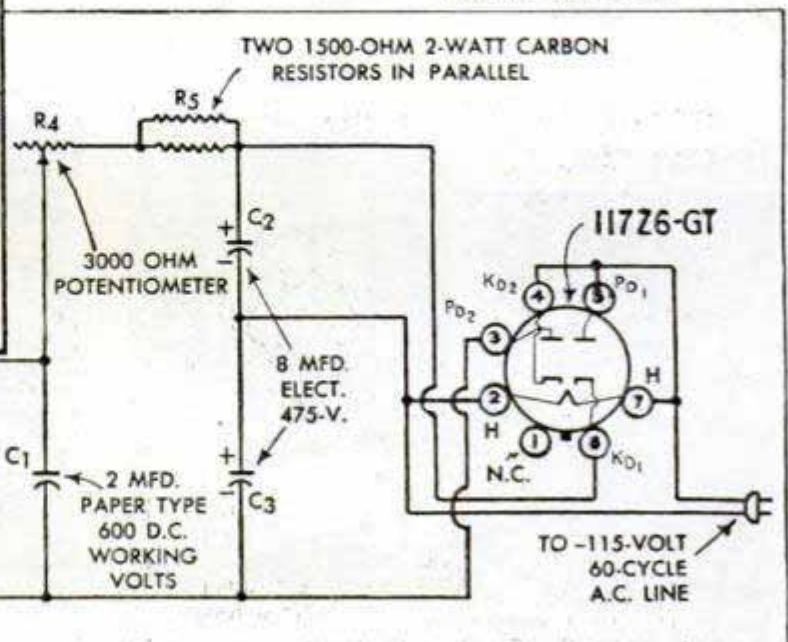 TWO 1500-OHM 2-WATT CARBON
RESISTORS IN PARALLEL
R5
R4
C2
+
−
3000 OHM
POTENTIOMETER
117Z6-GT
KD2
4
5
PD1
PD2
3
8 MFD.
ELECT.
475-V.
H
2
7
H
1
6
KD1
N.C.
C1
2 MFD.
PAPER TYPE
600 D.C.
WORKING
VOLTS
+
−
C3
TO -115-VOLT
60-CYCLE
A.C. LINE